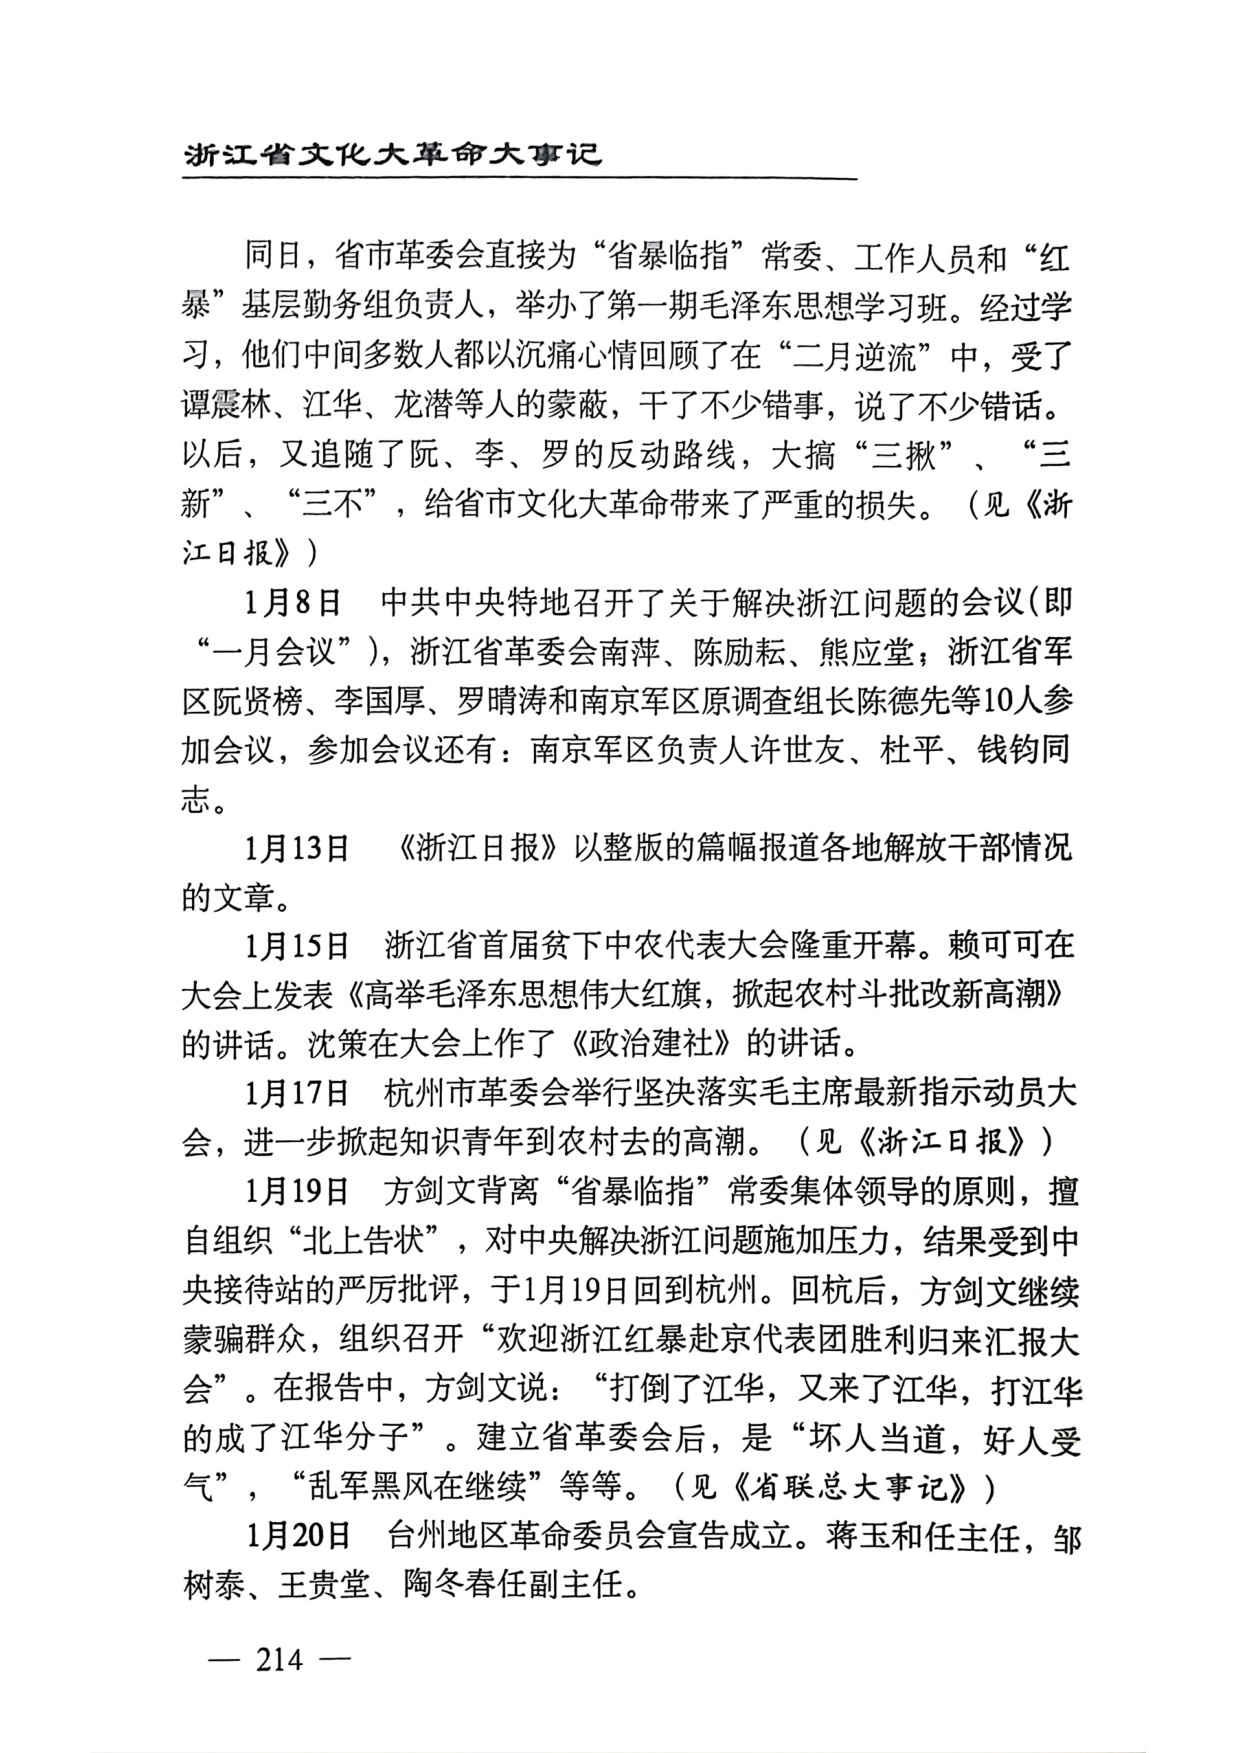 浙江省文化大革命大事记
同日，省市革委会直接为“省暴临指”常委、工作人员和“红
暴”基层勤务组负责人，举办了第一期毛泽东思想学习班。经过学
习，他们中间多数人都以沉痛心情回顾了在“二月逆流”中，受了
谭震林、江华、龙潜等人的蒙蔽，干了不少错事，说了不少错话。
以后，又追随了阮、李、罗的反动路线，大搞“三揪”、“三
新”、“三不”，给省市文化大革命带来了严重的损失。（见《浙
江日报》）
1月8日　中共中央特地召开了关于解决浙江问题的会议(即
“一月会议”)，浙江省革委会南萍、陈励耘、熊应堂；浙江省军
区阮贤榜、李国厚、罗晴涛和南京军区原调查组长陈德先等10人参
加会议，参加会议还有：南京军区负责人许世友、杜平、钱钧同
志。
1月13日　《浙江日报》以整版的篇幅报道各地解放干部情况
的文章。
1月15日　浙江省首届贫下中农代表大会隆重开幕。赖可可在
大会上发表《高举毛泽东思想伟大红旗，掀起农村斗批改新高潮》
的讲话。沈策在大会上作了《政治建社》的讲话。
1月17日　杭州市革委会举行坚决落实毛主席最新指示动员大
会，进一步掀起知识青年到农村去的高潮。（见《浙江日报》）
1月19日　方剑文背离“省暴临指”常委集体领导的原则，擅
自组织“北上告状”，对中央解决浙江问题施加压力，结果受到中
央接待站的严厉批评，于1月19日回到杭州。回杭后，方剑文继续
蒙骗群众，组织召开“欢迎浙江红暴赴京代表团胜利归来汇报大
会”。在报告中，方剑文说：“打倒了江华，又来了江华，打江华
的成了江华分子”。建立省革委会后，是“坏人当道，好人受
气”，“乱军黑风在继续”等等。（见《省联总大事记》）
1月20日　台州地区革命委员会宣告成立。蒋玉和任主任，邹
树泰、王贵堂、陶冬春任副主任。
— 214 —